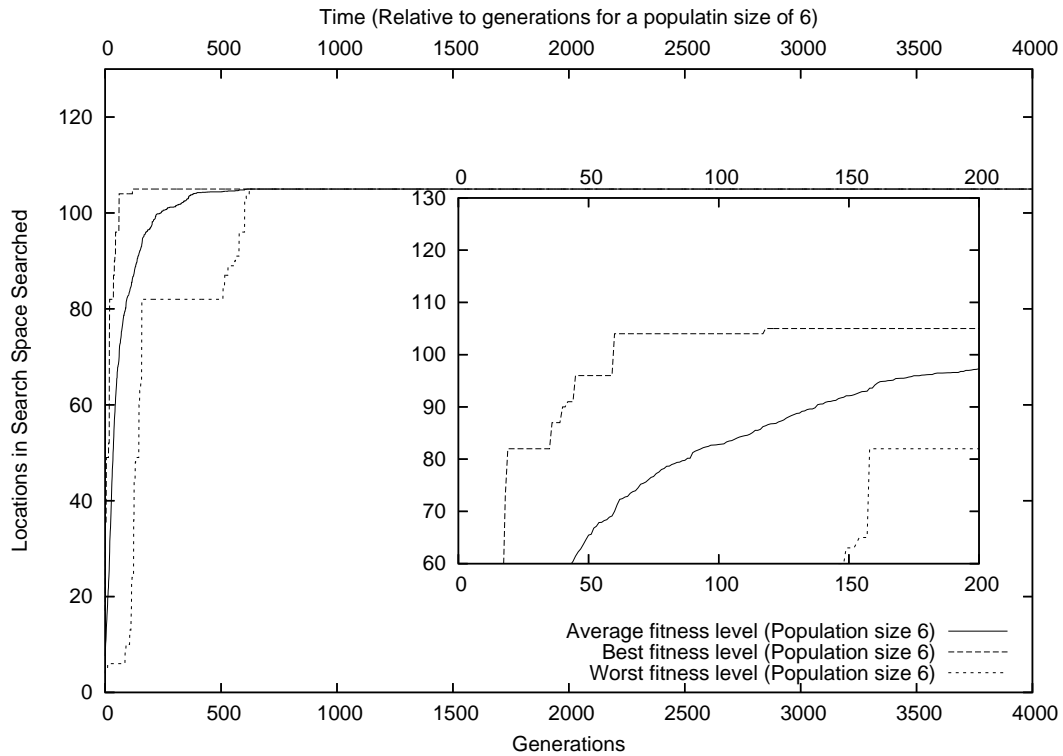 Time (Relative to generations for a populatin size of 6)
0 500 1000 1500 2000 2500 3000 3500 4000
120
100
80
60
40
20
0
Locations in Search Space Searched
0 50 100 150 200
130
120
110
100
90
80
70
60
0 50 100 150 200
Average fitness level (Population size 6)
Best fitness level (Population size 6)
Worst fitness level (Population size 6)
0 500 1000 1500 2000 2500 3000 3500 4000
Generations